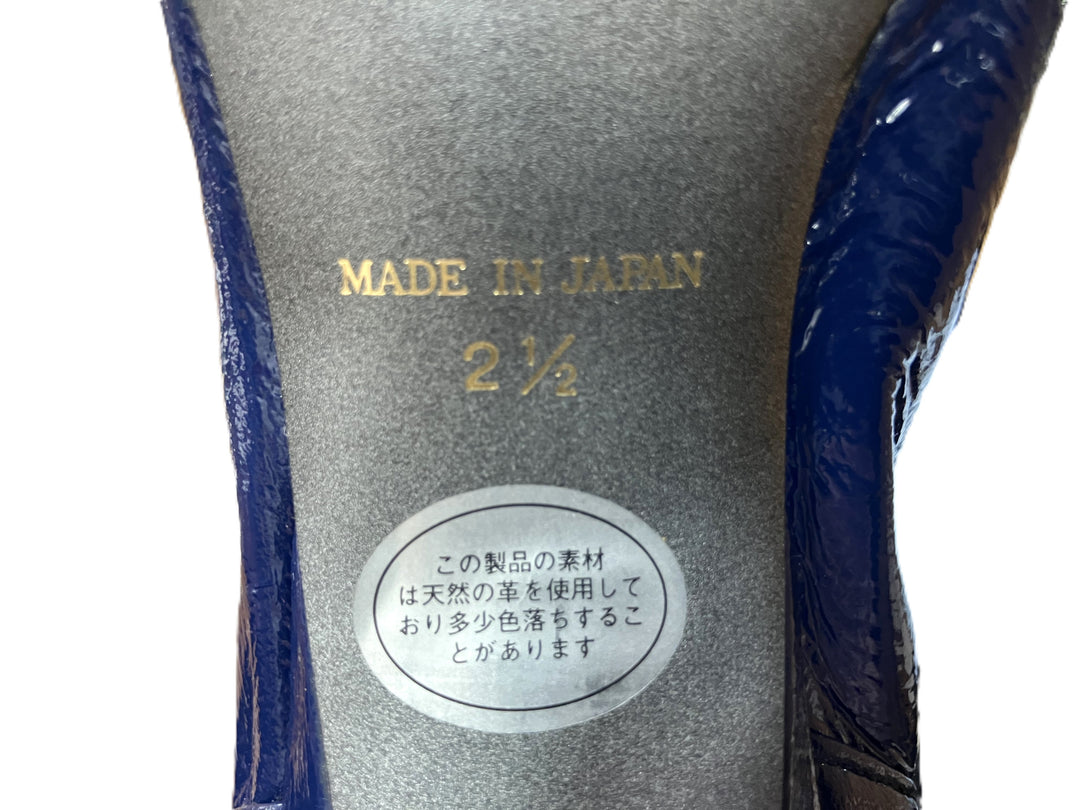 MADE IN JAPAN
2 ½
この製品の素材
は天然の革を使用して
おり多少色落ちするこ
とがあります